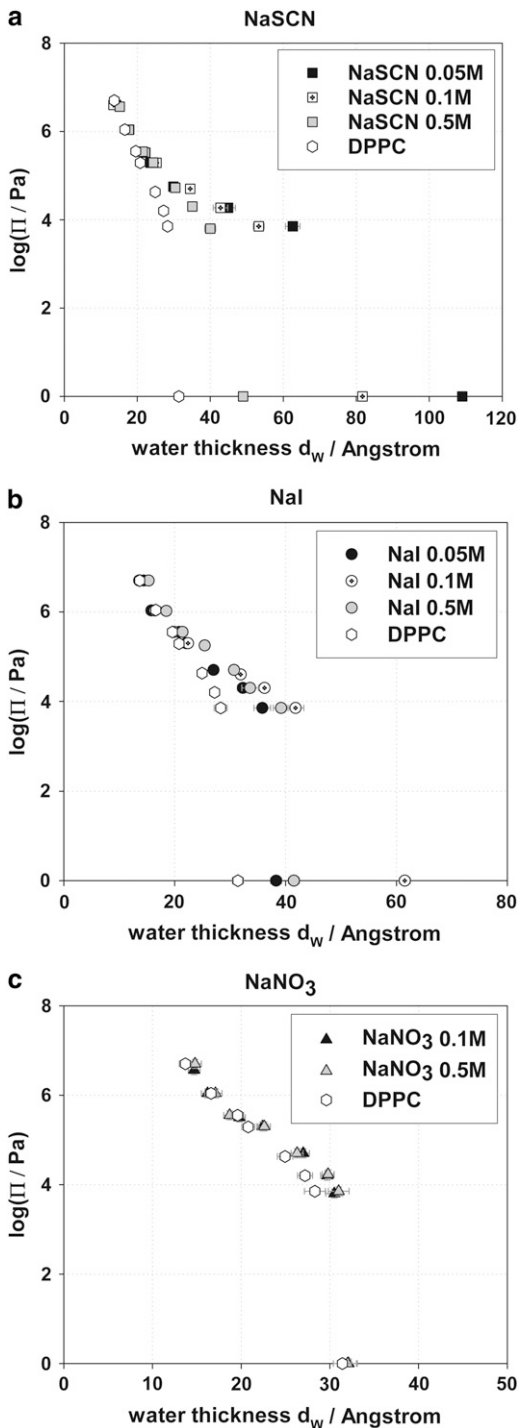 a
NaSCN
NaSCN 0.05M
NaSCN 0.1M
NaSCN 0.5M
DPPC
log(Π / Pa)
8
6
4
2
0
0 20 40 60 80 100 120
water thickness dw / Angstrom
b
NaI
NaI 0.05M
NaI 0.1M
NaI 0.5M
DPPC
log(Π / Pa)
8
6
4
2
0
0 20 40 60 80
water thickness dw / Angstrom
c
NaNO3
NaNO3 0.1M
NaNO3 0.5M
DPPC
log(Π / Pa)
8
6
4
2
0
0 10 20 30 40 50
water thickness dw / Angstrom